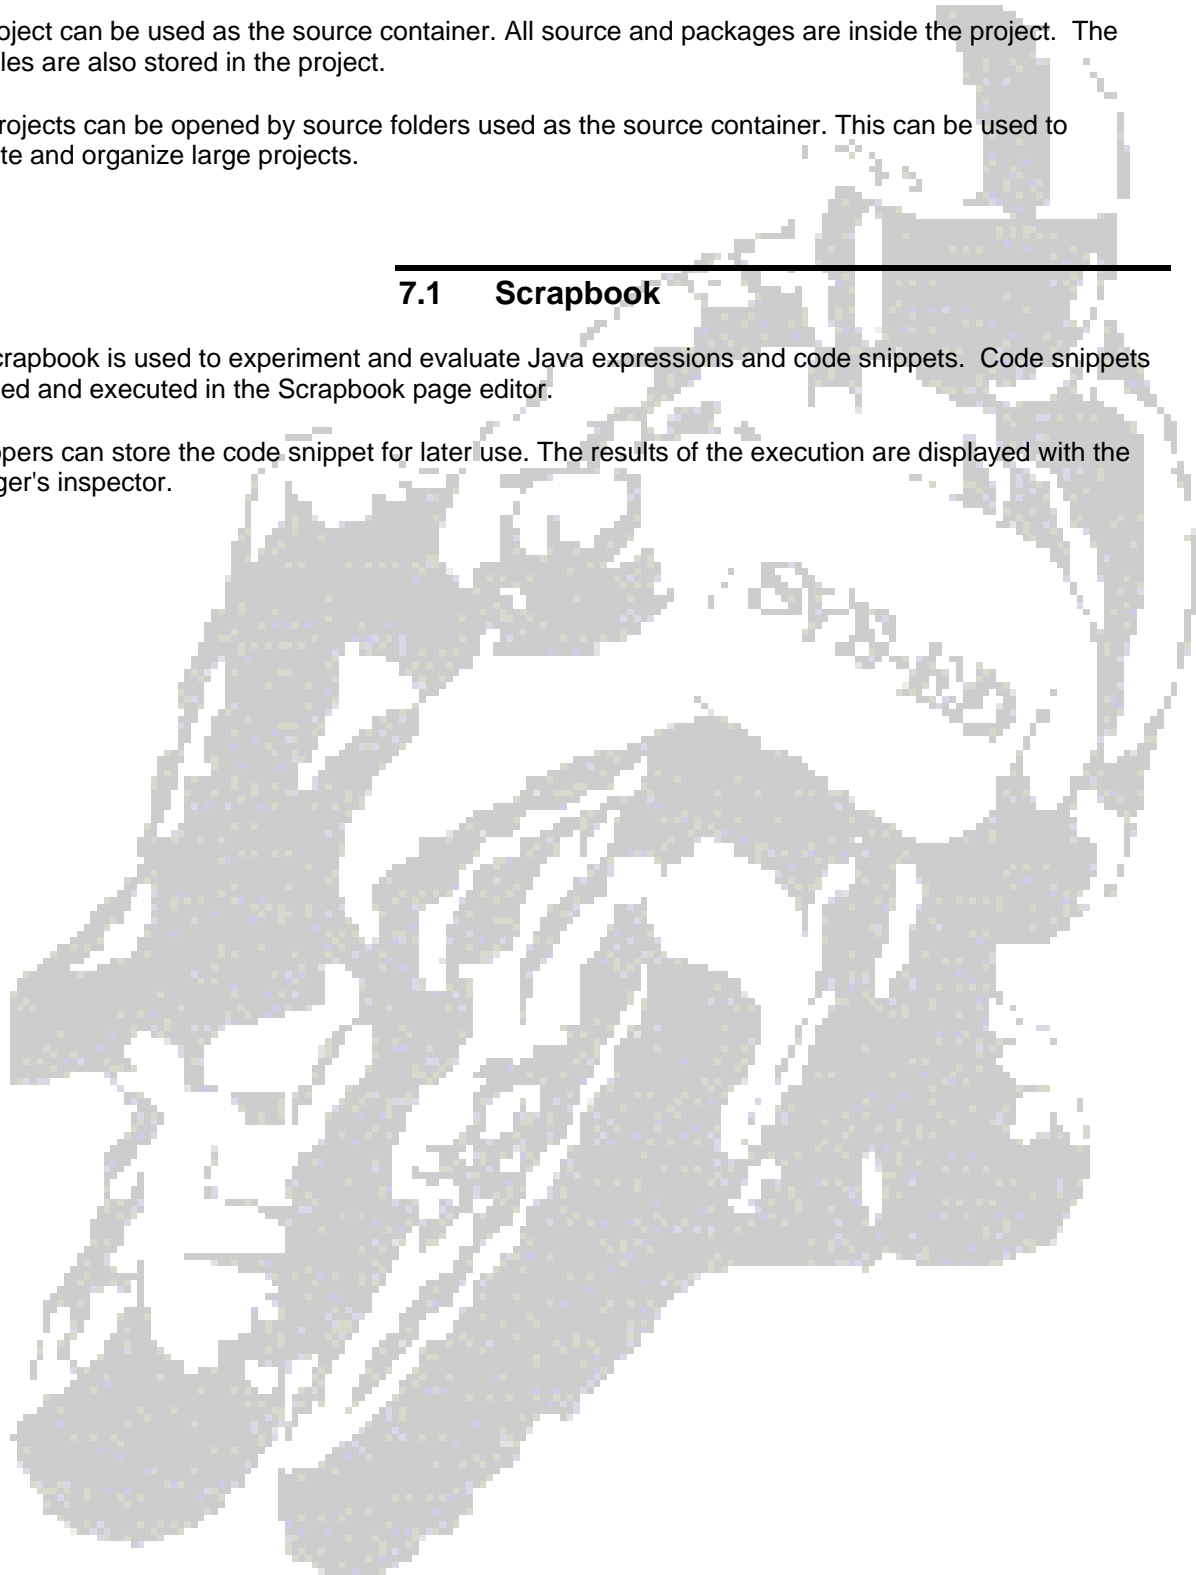 oject can be used as the source container. All source and packages are inside the project. The
les are also stored in the project.
rojects can be opened by source folders used as the source container. This can be used to
te and organize large projects.
7.1 Scrapbook
crapbook is used to experiment and evaluate Java expressions and code snippets. Code snippets
ed and executed in the Scrapbook page editor.
pers can store the code snippet for later use. The results of the execution are displayed with the
ger's inspector.
SYS-ED